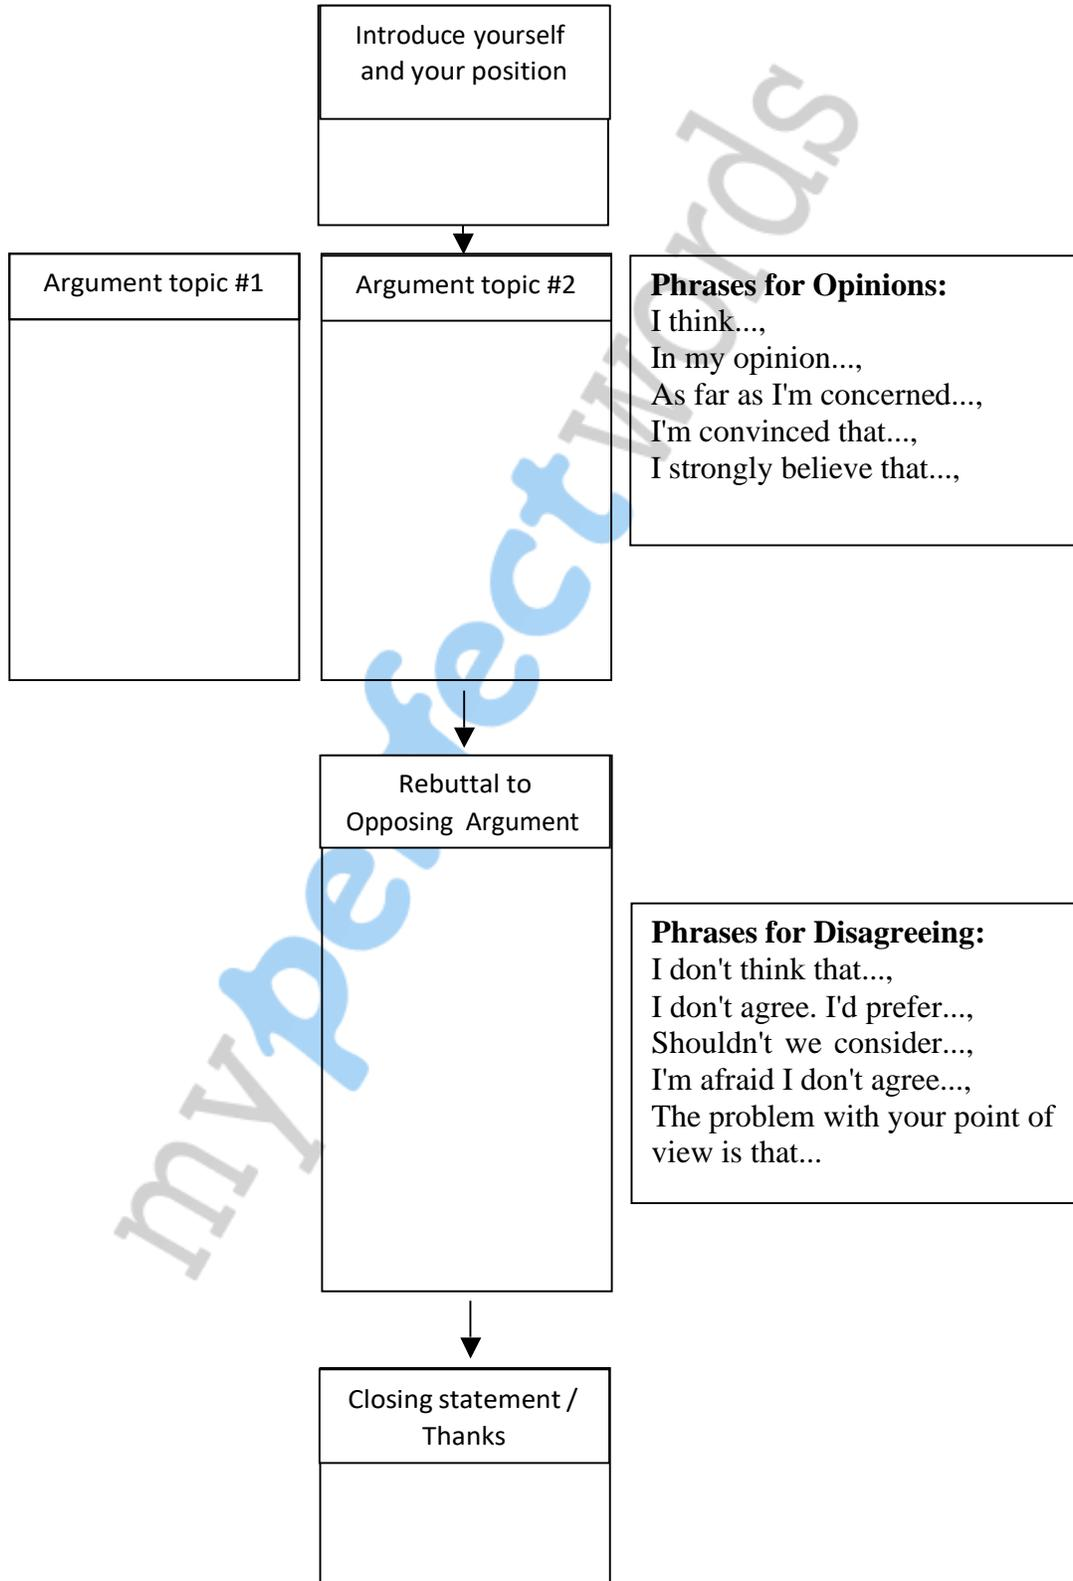 Introduce yourself
and your position
Argument topic #1
Argument topic #2
Phrases for Opinions:
I think...,
In my opinion...,
As far as I'm concerned...,
I'm convinced that...,
I strongly believe that...,
Rebuttal to
Opposing Argument
Phrases for Disagreeing:
I don't think that...,
I don't agree. I'd prefer...,
Shouldn't we consider...,
I'm afraid I don't agree...,
The problem with your point of
view is that...
Closing statement /
Thanks
myperfectwords